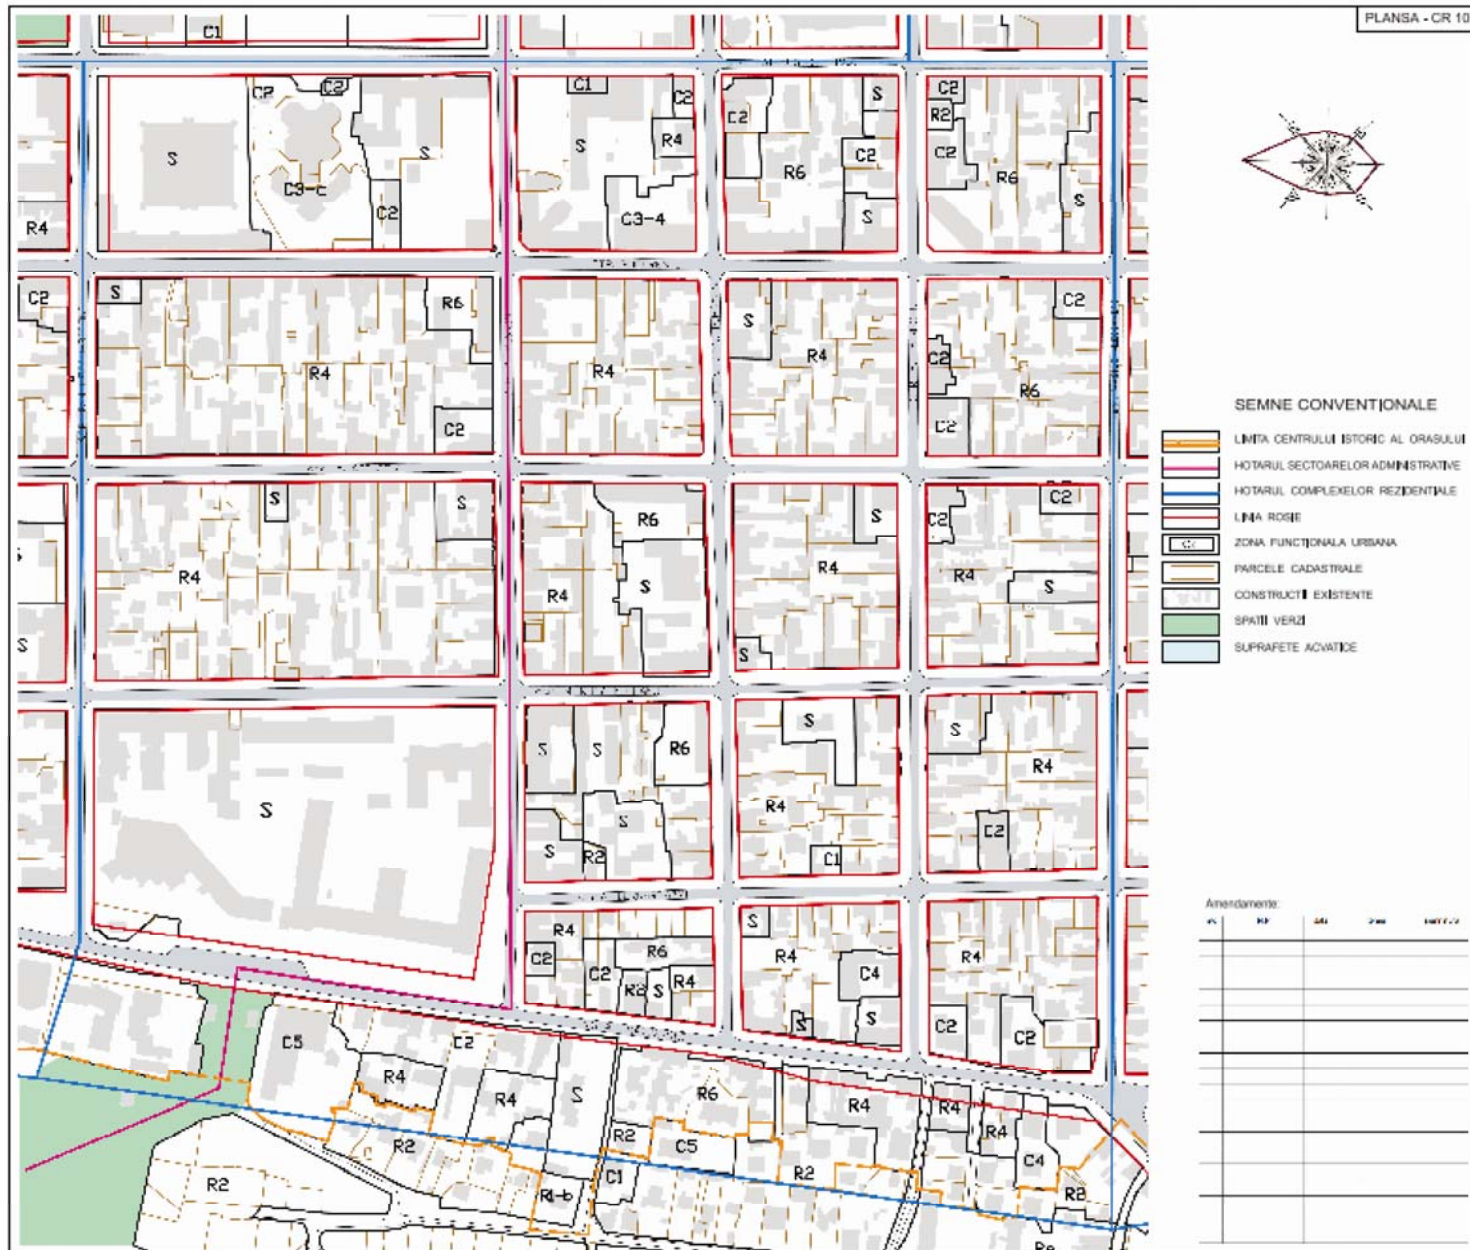 PLANSA - CR 10
C1
C2
C2
S
S
C3-c
C2
R4
C1
C2
S
R4
C3-4
C2
S
C2
R6
S
C2
R2
C2
R6
S
C2
S
R6
R4
C2
R4
S
R4
C2
C2
R6
C2
SEMNE CONVENȚIONALE
LIMITA CENTRULUI ISTORIC AL ORASULUI
HOTARUL SECTOARELOR ADMINISTRATIVE
HOTARUL COMPLEXELOR REZIDENTIALE
LINIA ROSIE
ZONA FUNCTIONALA URBANA
PARCELE CADASTRALE
CONSTRUCTII EXISTENTE
SPATII VERZI
SUPRAFETE ACVATICE
S
S
R4
S
R6
R4
S
S
R4
S
C2
C2
R4
S
S
S
S
R6
S
S
R2
S
R4
C1
S
R4
C2
R4
C2
C2
R6
R2
S
R4
S
R4
C4
S
S
R4
C2
C2
Amendamente:
C5
C2
R4
R4
S
R2
R2
R1-b
R6
R2
C5
C1
R2
R4
R4
R4
C4
R2